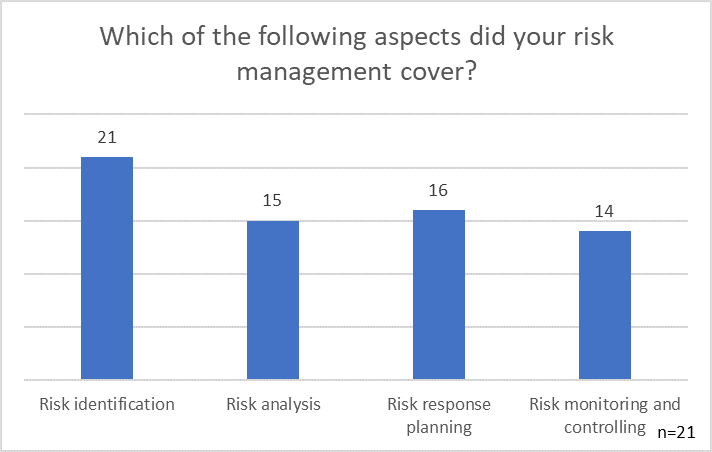 Which of the following aspects did your risk
management cover?
21
15
16
14
Risk identification
Risk analysis
Risk response
planning
Risk monitoring and
controlling
n=21